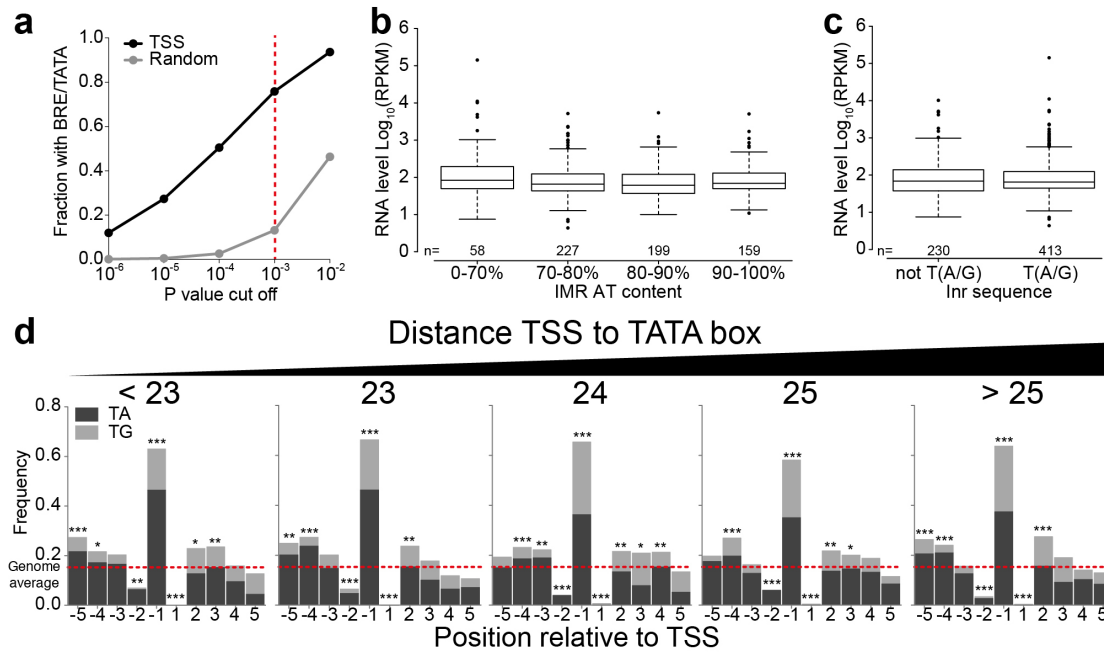 a
TSS
Random
1.0
0.8
0.6
0.4
0.2
0.0
Fraction with BRE/TATA
10-6
10-5
10-4
10-3
10-2
P value cut off
b
RNA level Log10(RPKM)
6
5
4
3
2
1
0
n=
58
227
199
159
0-70%
70-80%
80-90%
90-100%
IMR AT content
c
RNA level Log10(RPKM)
6
5
4
3
2
1
0
n=
230
413
not T(A/G)
T(A/G)
Inr sequence
d
Distance TSS to TATA box
< 23
23
24
25
> 25
TA
TG
0.8
0.6
0.4
0.2
0.0
Frequency
Genome
average
*** * ** *** *** * **
** *** ** *** *** **
** ** *** *** *** ** * **
*** ** *** *** ** *
*** *** *** *** *** ***
-5 -4 -3 -2 -1 1 2 3 4 5
-5 -4 -3 -2 -1 1 2 3 4 5
-5 -4 -3 -2 -1 1 2 3 4 5
-5 -4 -3 -2 -1 1 2 3 4 5
-5 -4 -3 -2 -1 1 2 3 4 5
Position relative to TSS